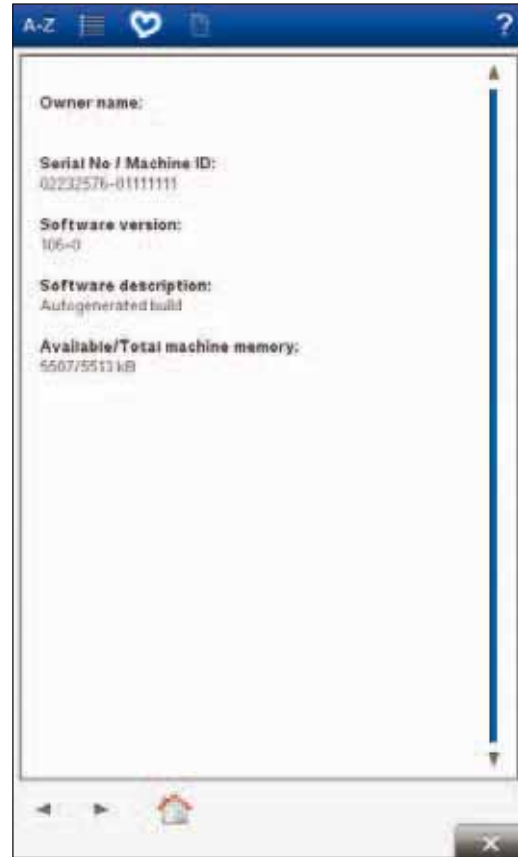 A-Z ?
Owner name:
Serial No / Machine ID:
02232576-01111111
Software version:
106-0
Software description:
Autogenerated build
Available/Total machine memory:
5507/5513 kB